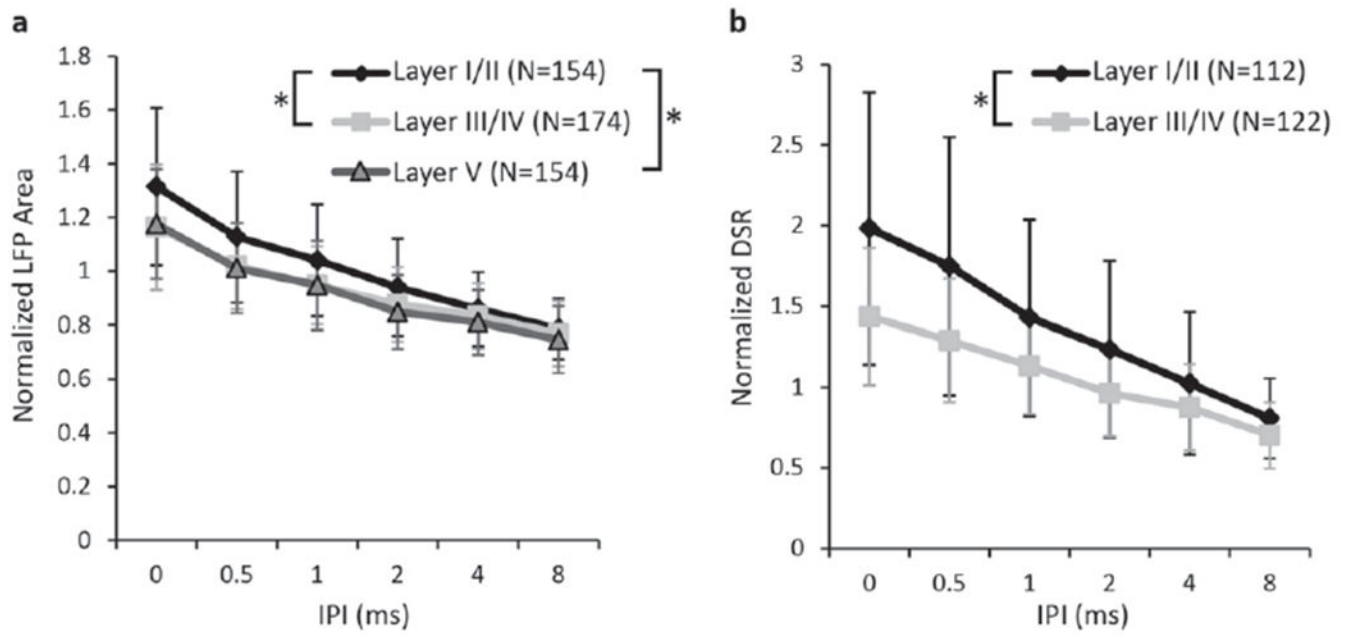 a
1.8
1.6
1.4
1.2
1
0.8
0.6
0.4
0.2
0
Normalized LFP Area
* Layer I/II (N=154)
Layer III/IV (N=174) *
Layer V (N=154)
0 0.5 1 2 4 8
IPI (ms)
b
3
2.5
2
1.5
1
0.5
0
Normalized DSR
* Layer I/II (N=112)
Layer III/IV (N=122)
0 0.5 1 2 4 8
IPI (ms)